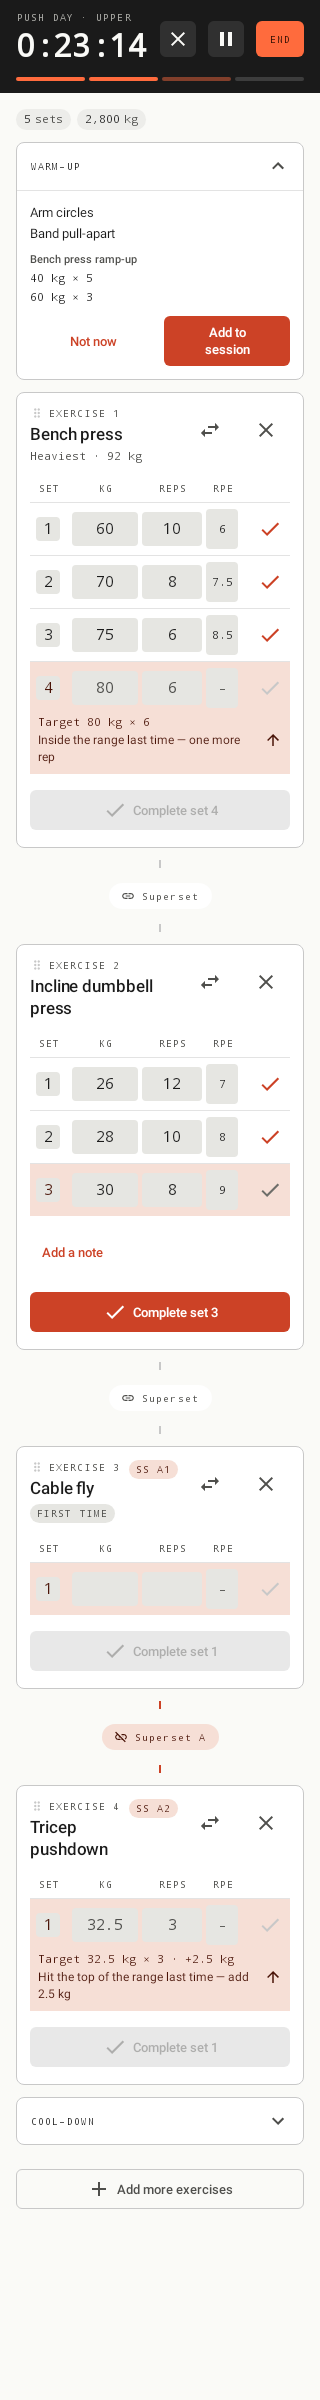 PUSH DAY · UPPER
0:23:14
END
5 sets
2,800 kg
WARM-UP
Arm circles
Band pull-apart
Bench press ramp-up
40 kg × 5
60 kg × 3
Not now
Add to
session
EXERCISE 1
Bench press
Heaviest · 92 kg
SET KG REPS RPE
1 60 10 6
2 70 8 7.5
3 75 6 8.5
4 80 6 –
Target 80 kg × 6
Inside the range last time — one more
rep
Complete set 4
Superset
EXERCISE 2
Incline dumbbell
press
SET KG REPS RPE
1 26 12 7
2 28 10 8
3 30 8 9
Add a note
Complete set 3
Superset
EXERCISE 3 SS A1
Cable fly
FIRST TIME
SET KG REPS RPE
1 –
Complete set 1
Superset A
EXERCISE 4 SS A2
Tricep
pushdown
SET KG REPS RPE
1 32.5 3 –
Target 32.5 kg × 3 · +2.5 kg
Hit the top of the range last time — add
2.5 kg
Complete set 1
COOL-DOWN
Add more exercises